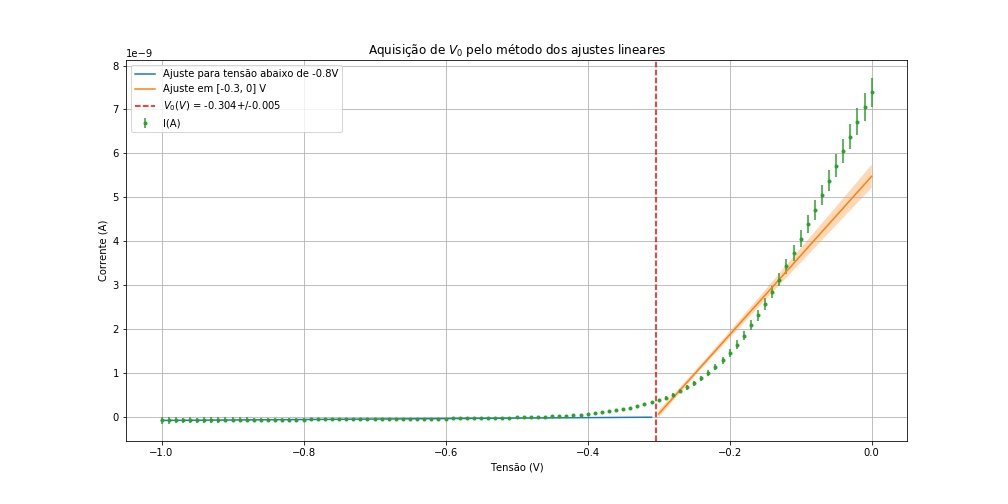 Aquisição de V₀ pelo método dos ajustes lineares
1e−9
8
7
6
5
4
3
2
1
0
Corrente (A)
Ajuste para tensão abaixo de -0.8V
Ajuste em [-0.3, 0] V
V₀(V) = -0.304+/-0.005
I(A)
−1.0 −0.8 −0.6 −0.4 −0.2 0.0
Tensão (V)